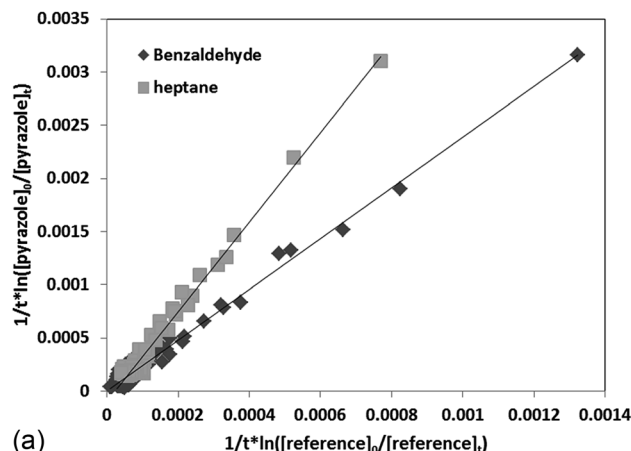 0.0035
0.003
0.0025
0.002
0.0015
0.001
0.0005
0
1/t*ln([pyrazole]0/[pyrazole]t)
Benzaldehyde
heptane
0 0.0002 0.0004 0.0006 0.0008 0.001 0.0012 0.0014
(a) 1/t*ln([reference]0/[reference]t)